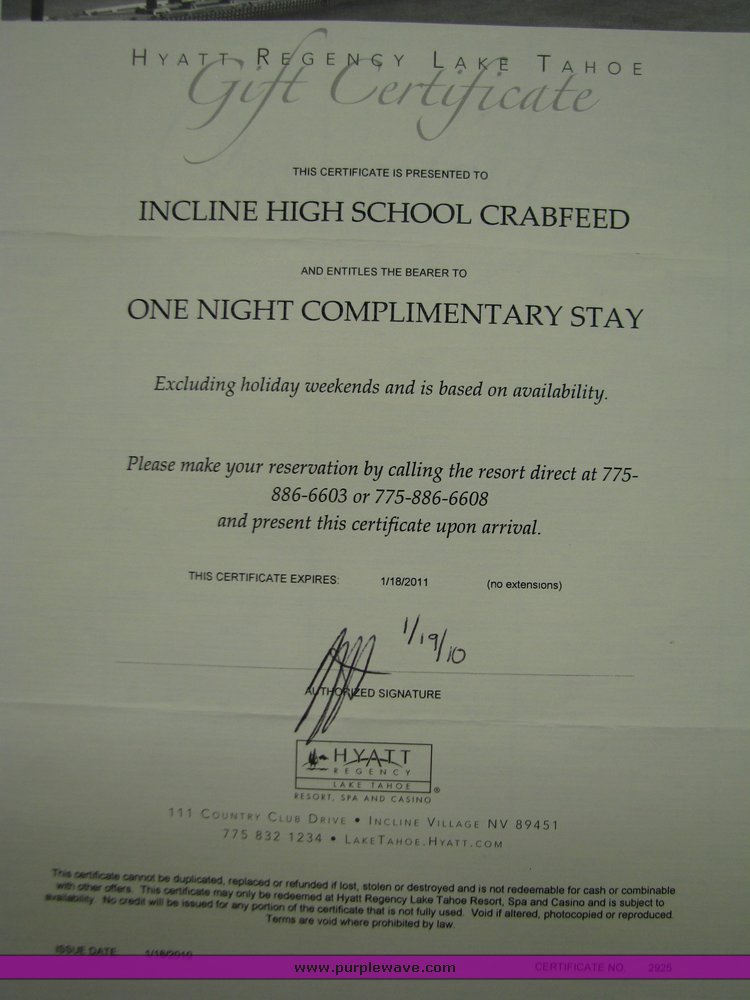 HYATT REGENCY LAKE TAHOE
Gift Certificate
THIS CERTIFICATE IS PRESENTED TO
INCLINE HIGH SCHOOL CRABFEED
AND ENTITLES THE BEARER TO
ONE NIGHT COMPLIMENTARY STAY
Excluding holiday weekends and is based on availability.
Please make your reservation by calling the resort direct at 775-
886-6603 or 775-886-6608
and present this certificate upon arrival.
THIS CERTIFICATE EXPIRES: 1/18/2011 (no extensions)
1/19/10
AUTHORIZED SIGNATURE
HYATT
REGENCY
LAKE TAHOE
®
RESORT, SPA AND CASINO
111 COUNTRY CLUB DRIVE • INCLINE VILLAGE NV 89451
775 832 1234 • LAKETAHOE.HYATT.COM
This certificate cannot be duplicated, replaced or refunded if lost, stolen or destroyed and is not redeemable for cash or combinable
with other offers. This certificate may only be redeemed at Hyatt Regency Lake Tahoe Resort, Spa and Casino and is subject to
availability. No credit will be issued for any portion of the certificate that is not fully used. Void if altered, photocopied or reproduced.
Terms are void where prohibited by law.
ISSUE DATE: 1/18/2010
www.purplewave.com
CERTIFICATE NO. 2925